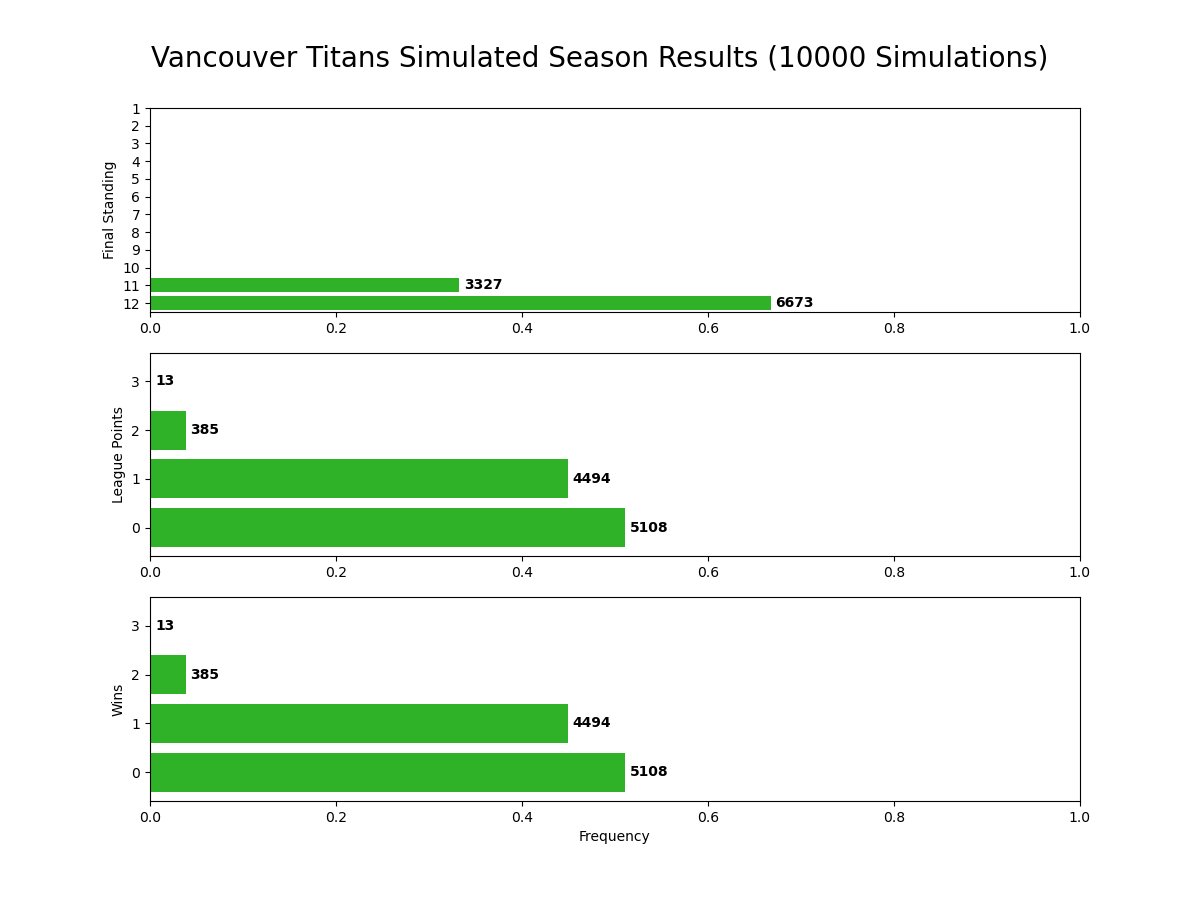 Vancouver Titans Simulated Season Results (10000 Simulations)
Final Standing
1
2
3
4
5
6
7
8
9
10
11 3327
12 6673
0.0 0.2 0.4 0.6 0.8 1.0
League Points
3 13
2 385
1 4494
0 5108
0.0 0.2 0.4 0.6 0.8 1.0
Wins
3 13
2 385
1 4494
0 5108
0.0 0.2 0.4 0.6 0.8 1.0
Frequency